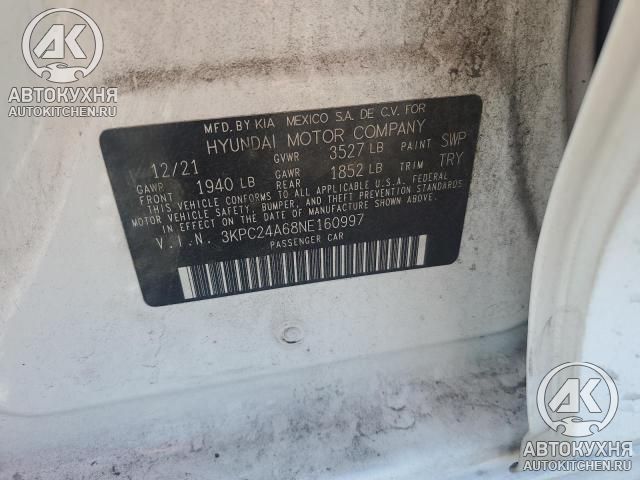 АВТОКУХНЯ
AUTOKITCHEN.RU
MFD. BY KIA MEXICO S.A. DE C.V. FOR
HYUNDAI MOTOR COMPANY
12/21 GVWR 3527 LB PAINT SWP
GAWR FRONT 1940 LB GAWR REAR 1852 LB TRIM TRY
THIS VEHICLE CONFORMS TO ALL APPLICABLE U.S.A. FEDERAL
MOTOR VEHICLE SAFETY, BUMPER, AND THEFT PREVENTION STANDARDS
IN EFFECT ON THE DATE OF MANUFACTURE SHOWN ABOVE.
V.I.N. 3KPC24A68NE160997
PASSENGER CAR
АВТОКУХНЯ
AUTOKITCHEN.RU